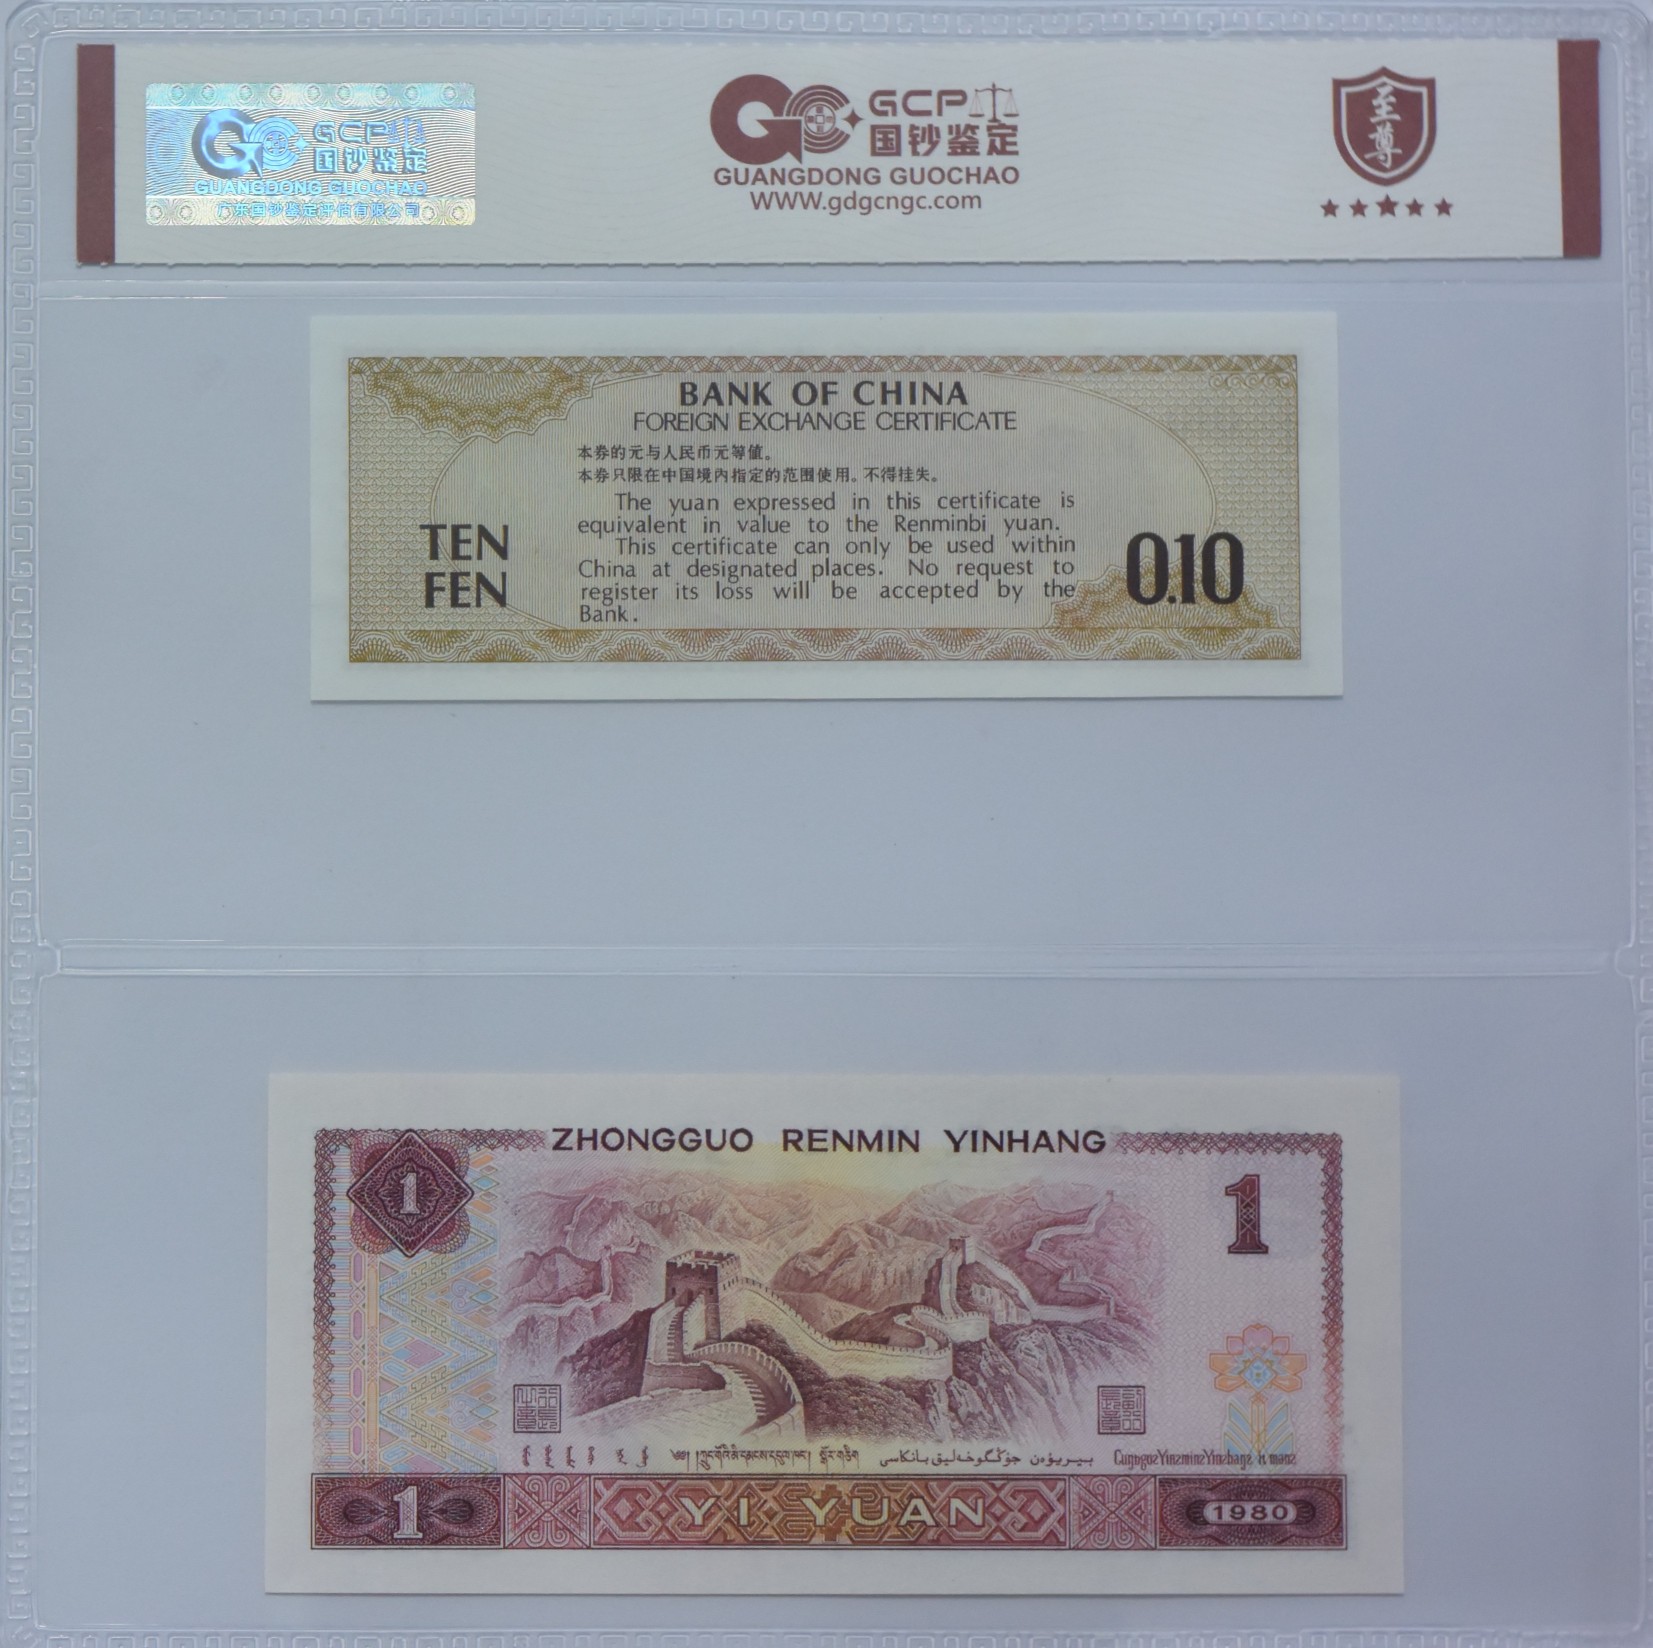 GCP
国钞鉴定
GUANGDONG GUOCHAO
广东国钞鉴定评估有限公司
GCP
国钞鉴定
GUANGDONG GUOCHAO
WWW.gdgcngc.com
至尊
BANK OF CHINA
FOREIGN EXCHANGE CERTIFICATE
本券的元与人民币元等值。
本券只限在中国境内指定的范围使用。不得挂失。
The yuan expressed in this certificate is
equivalent in value to the Renminbi yuan.
This certificate can only be used within
China at designated places. No request to
register its loss will be accepted by the
Bank.
TEN
FEN
0.10
ZHONGGUO RENMIN YINHANG
1
1
1
YI YUAN
1980